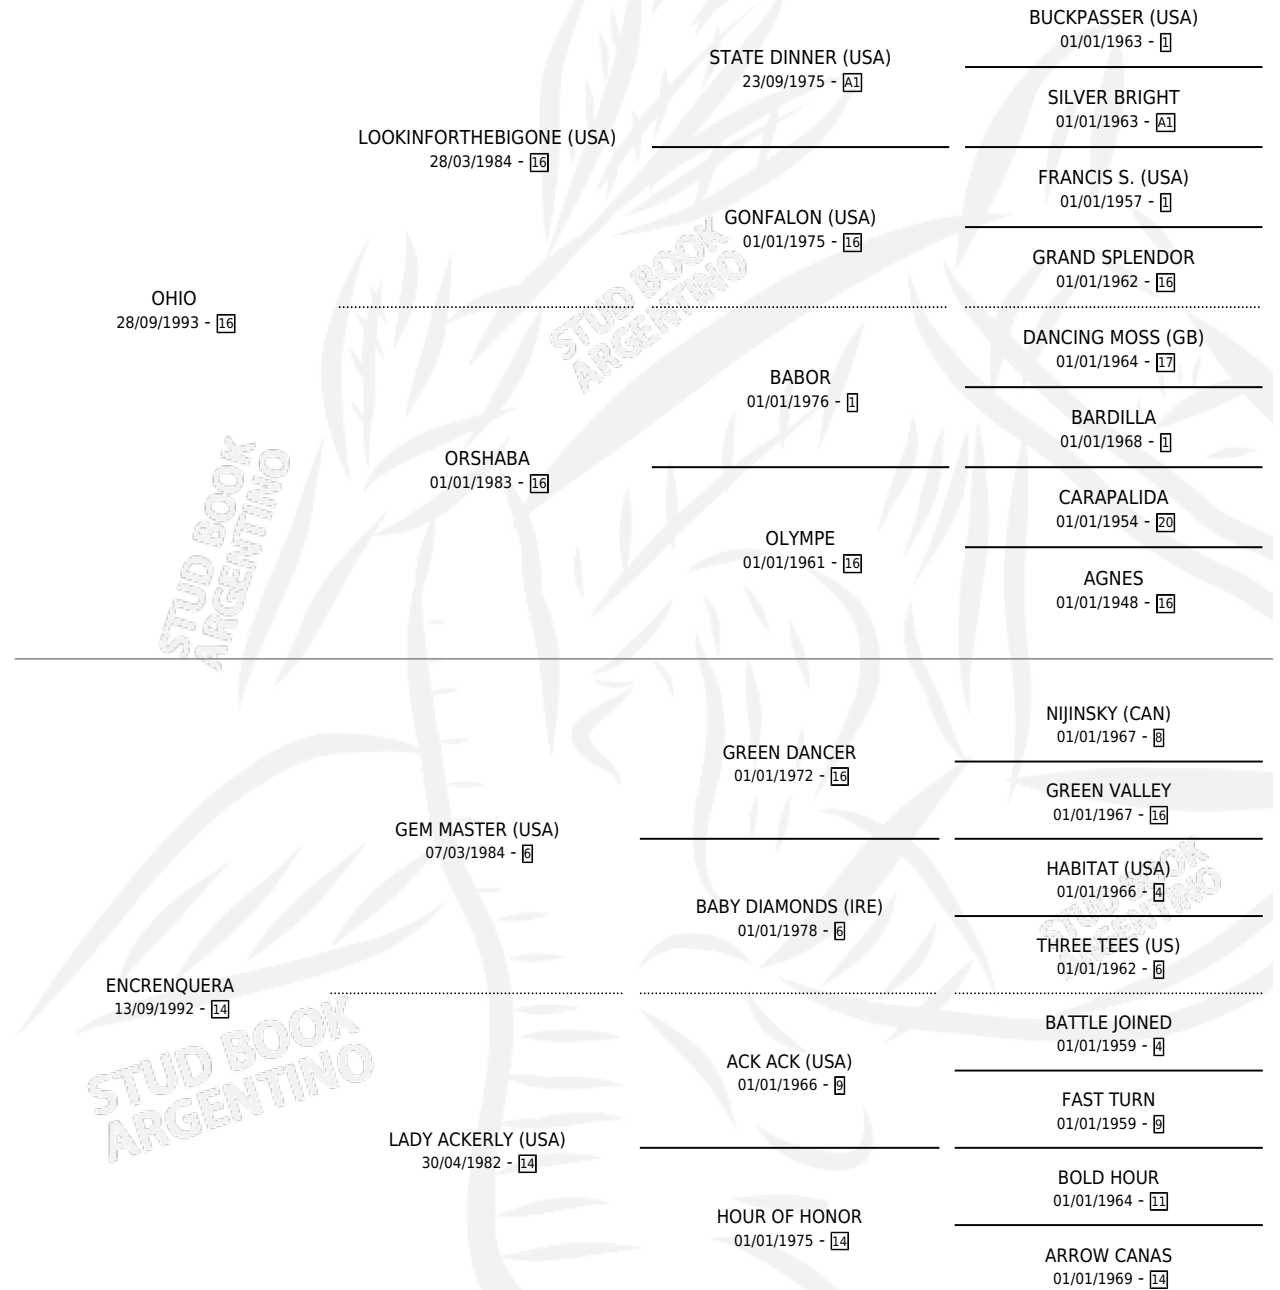 BUCKPASSER (USA)
01/01/1963 - 1
STATE DINNER (USA)
23/09/1975 - A1
SILVER BRIGHT
01/01/1963 - A1
LOOKINFORTHEBIGONE (USA)
28/03/1984 - 16
FRANCIS S. (USA)
01/01/1957 - 1
GONFALON (USA)
01/01/1975 - 16
GRAND SPLENDOR
01/01/1962 - 16
OHIO
28/09/1993 - 16
STUD BOOK
ARGENTINO
DANCING MOSS (GB)
01/01/1964 - 17
BABOR
01/01/1976 - 1
BARDILLA
01/01/1968 - 1
ORSHABA
01/01/1983 - 16
CARAPALIDA
01/01/1954 - 20
OLYMPE
01/01/1961 - 16
AGNES
01/01/1948 - 16
STUD BOOK
ARGENTINO
NIJINSKY (CAN)
01/01/1967 - 8
GREEN DANCER
01/01/1972 - 16
GREEN VALLEY
01/01/1967 - 16
GEM MASTER (USA)
07/03/1984 - 6
HABITAT (USA)
01/01/1966 - 4
BABY DIAMONDS (IRE)
01/01/1978 - 6
STUD BOOK
ARGENTINO
THREE TEES (US)
01/01/1962 - 6
ENCRENQUERA
13/09/1992 - 14
STUD BOOK
ARGENTINO
BATTLE JOINED
01/01/1959 - 4
ACK ACK (USA)
01/01/1966 - 9
FAST TURN
01/01/1959 - 9
LADY ACKERLY (USA)
30/04/1982 - 14
BOLD HOUR
01/01/1964 - 11
HOUR OF HONOR
01/01/1975 - 14
ARROW CANAS
01/01/1969 - 14